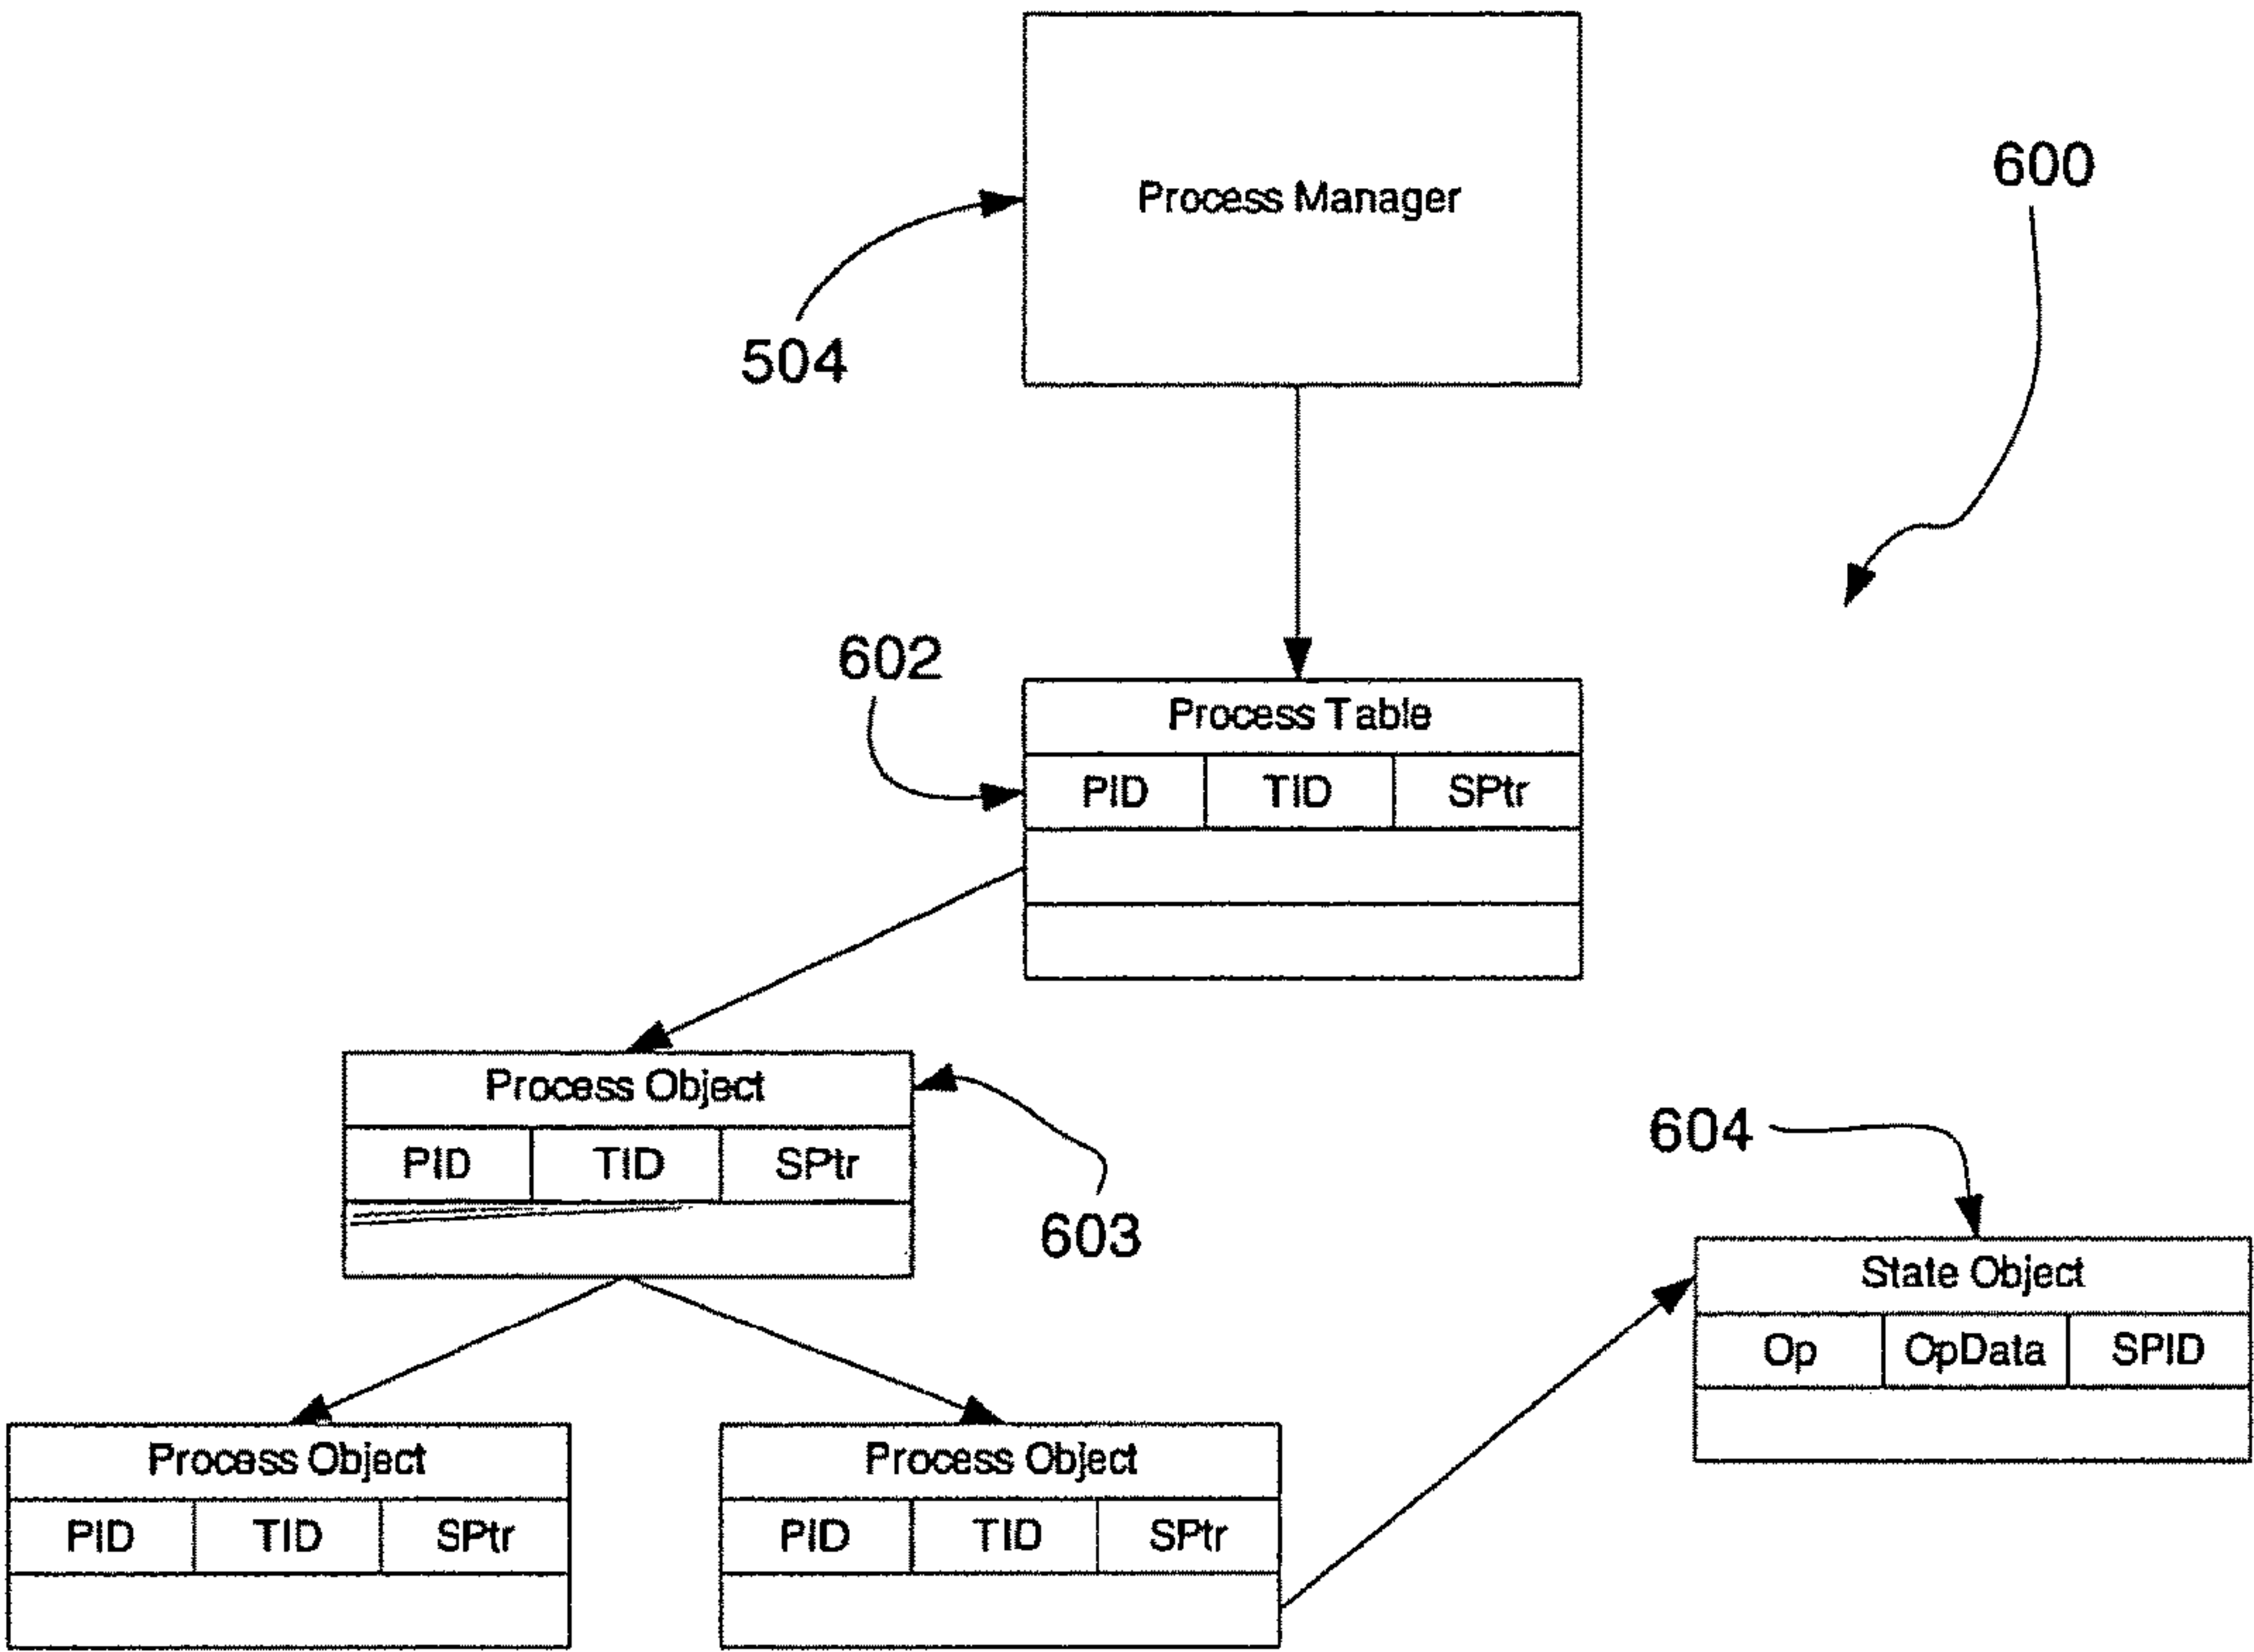 Process Manager
600
504
602
Process Table
PID TID SPtr
Process Object
PID TID SPtr
603
604
State Object
Op OpData SPID
Process Object
PID TID SPtr
Process Object
PID TID SPtr